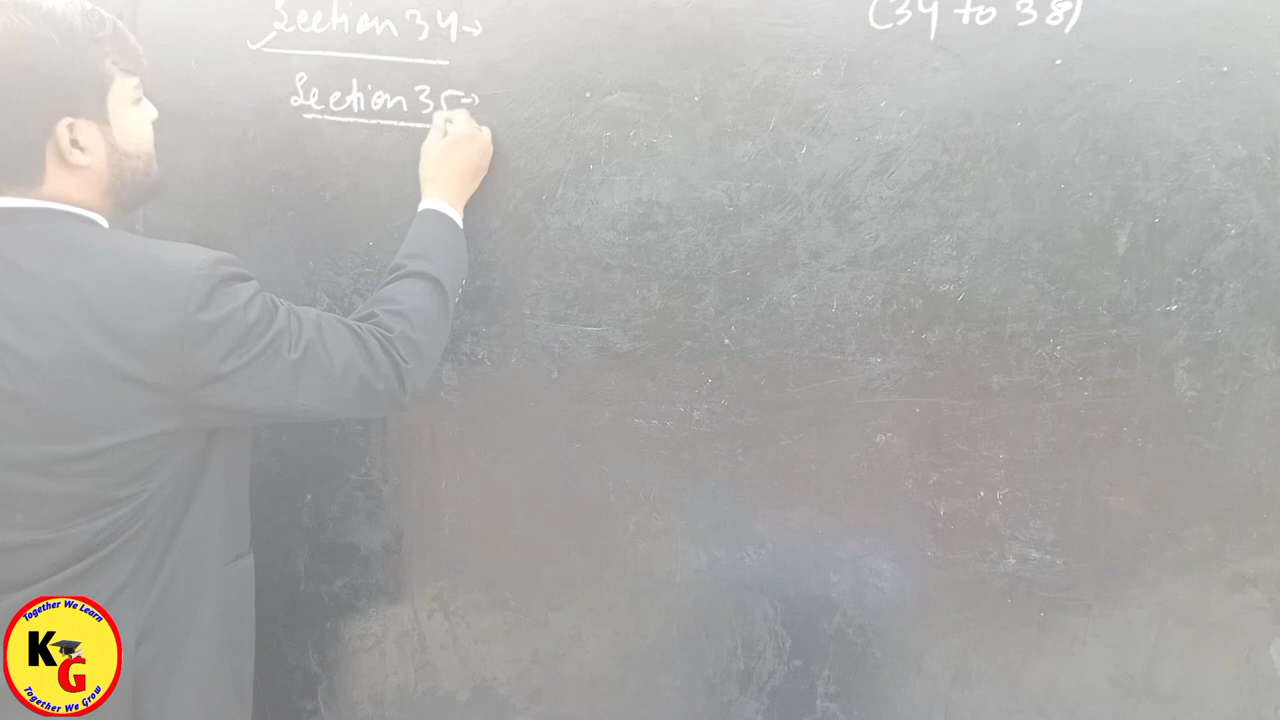 Section 34→
(34 to 38)
Section 35→
Together We Learn
KG
Together We Grow